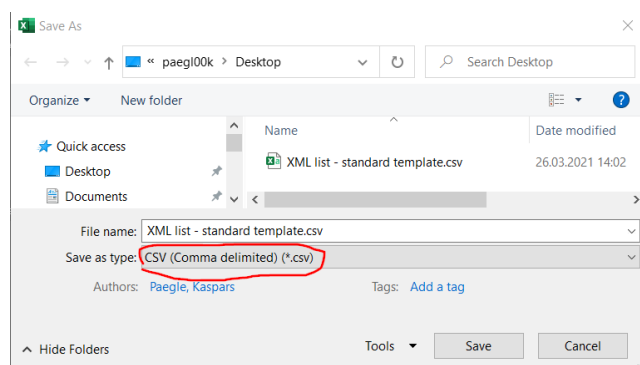 Save As
« paegl00k > Desktop
Search Desktop
Organize
New folder
?
Name
Date modified
Quick access
Desktop
Documents
XML list - standard template.csv
26.03.2021 14:02
File name: XML list - standard template.csv
Save as type: CSV (Comma delimited) (*.csv)
Authors: Paegle, Kaspars
Tags: Add a tag
Hide Folders
Tools
Save
Cancel